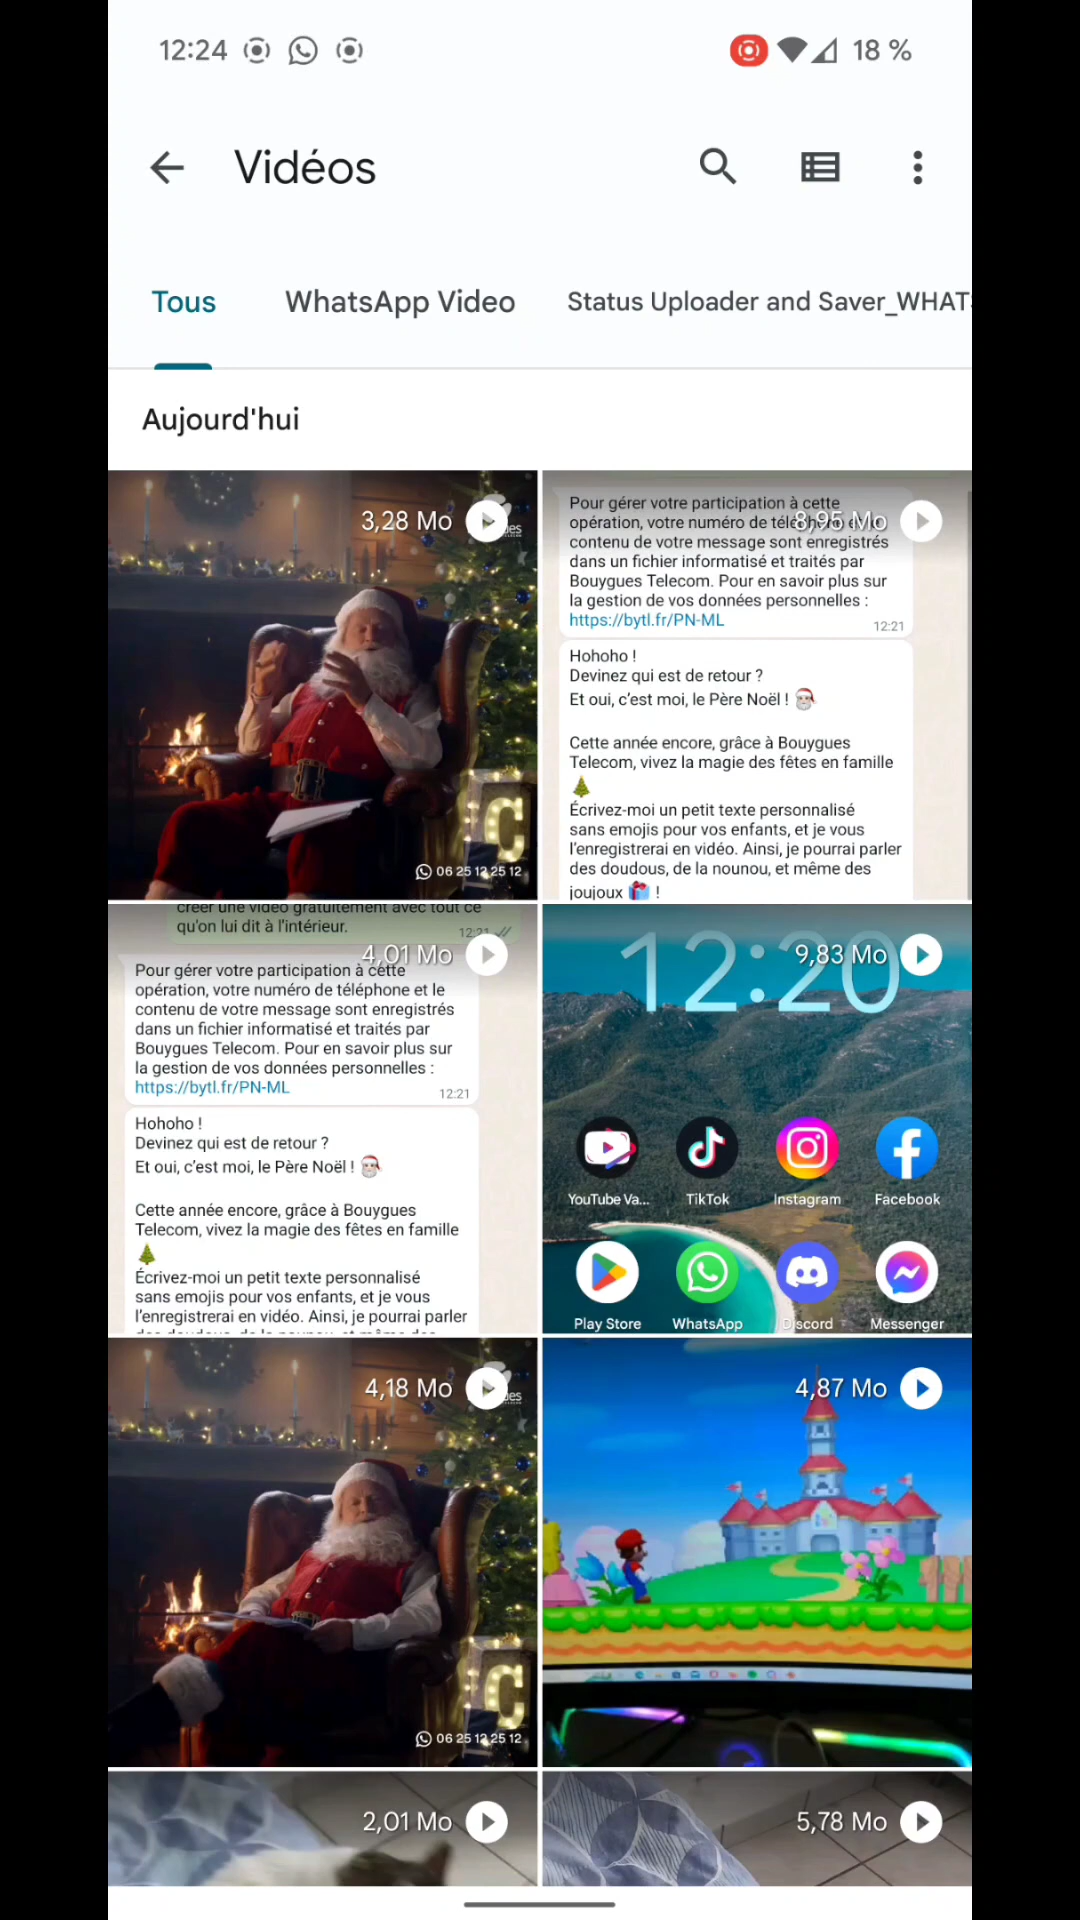 12:24
18 %
Vidéos
Tous
WhatsApp Video
Status Uploader and Saver_WHAT
Aujourd'hui
3,28 Mo
06 25 12 25 12
8,95 Mo
Pour gérer votre participation à cette
opération, votre numéro de téléphone et le
contenu de votre message sont enregistrés
dans un fichier informatisé et traités par
Bouygues Telecom. Pour en savoir plus sur
la gestion de vos données personnelles :
https://bytl.fr/PN-ML
12:21
Hohoho !
Devinez qui est de retour ?
Et oui, c'est moi, le Père Noël !
Cette année encore, grâce à Bouygues
Telecom, vivez la magie des fêtes en famille
Écrivez-moi un petit texte personnalisé
sans emojis pour vos enfants, et je vous
l'enregistrerai en vidéo. Ainsi, je pourrai parler
des doudous, de la nounou, et même des
joujoux !
créer une vidéo gratuitement avec tout ce
qu'on lui dit à l'intérieur.
12:21
4,01 Mo
Pour gérer votre participation à cette
opération, votre numéro de téléphone et le
contenu de votre message sont enregistrés
dans un fichier informatisé et traités par
Bouygues Telecom. Pour en savoir plus sur
la gestion de vos données personnelles :
https://bytl.fr/PN-ML
12:21
Hohoho !
Devinez qui est de retour ?
Et oui, c'est moi, le Père Noël !
Cette année encore, grâce à Bouygues
Telecom, vivez la magie des fêtes en famille
Écrivez-moi un petit texte personnalisé
sans emojis pour vos enfants, et je vous
l'enregistrerai en vidéo. Ainsi, je pourrai parler
12:20
9,83 Mo
YouTube Va...
TikTok
Instagram
Facebook
Play Store
WhatsApp
Discord
Messenger
4,18 Mo
06 25 12 25 12
4,87 Mo
2,01 Mo
5,78 Mo